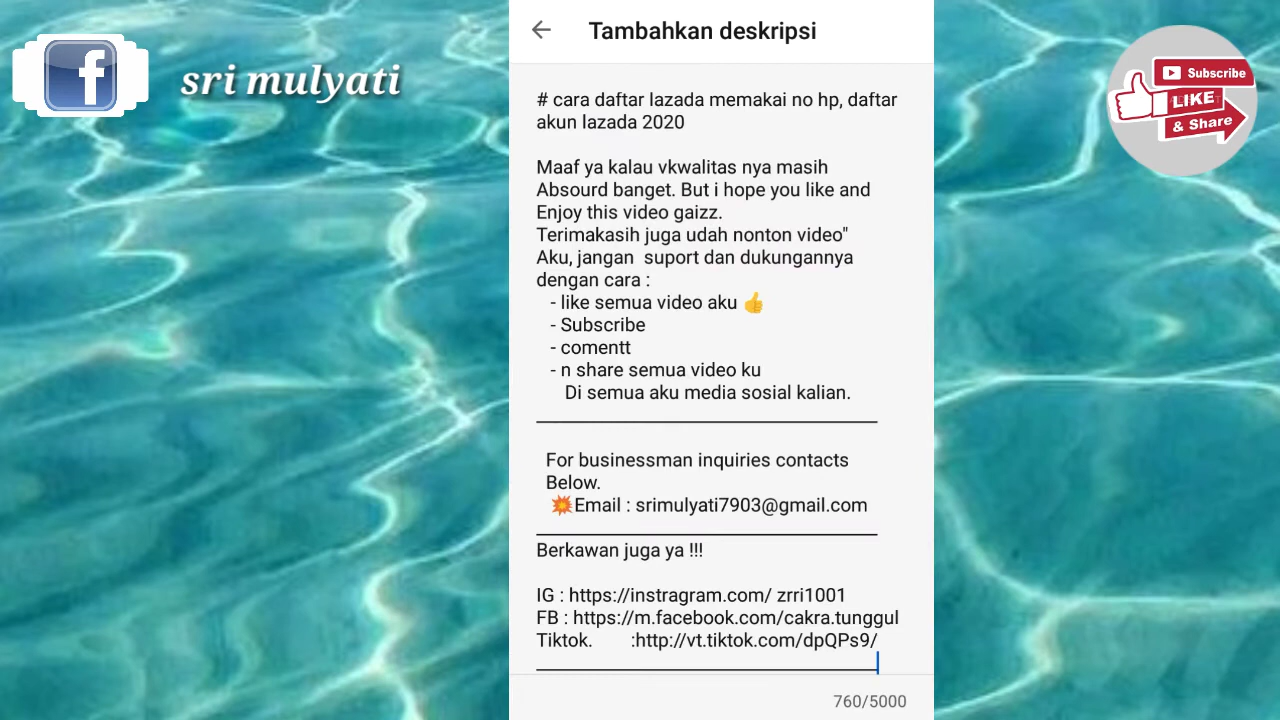 Tambahkan deskripsi
f sri mulyati
Subscribe
LIKE
& Share
# cara daftar lazada memakai no hp, daftar
akun lazada 2020
Maaf ya kalau vkwalitas nya masih
Absourd banget. But i hope you like and
Enjoy this video gaizz.
Terimakasih juga udah nonton video"
Aku, jangan  suport dan dukungannya
dengan cara :
- like semua video aku 👍
- Subscribe
- comentt
- n share semua video ku
Di semua aku media sosial kalian.
For businessman inquiries contacts
Below.
💥Email : srimulyati7903@gmail.com
Berkawan juga ya !!!
IG : https://instragram.com/ zrri1001
FB : https://m.facebook.com/cakra.tunggul
Tiktok.       :http://vt.tiktok.com/dpQPs9/
760/5000